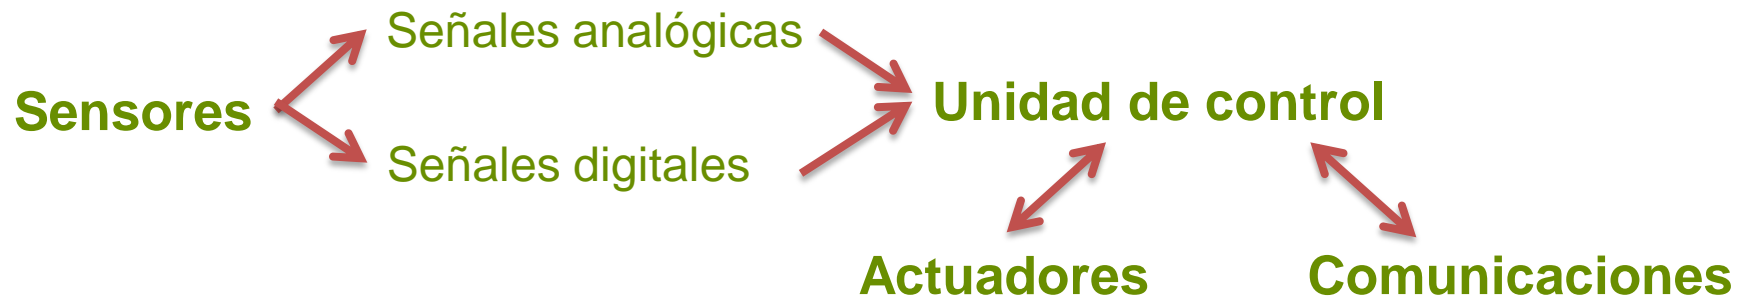 Señales analógicas
Sensores
Unidad de control
Señales digitales
Actuadores
Comunicaciones